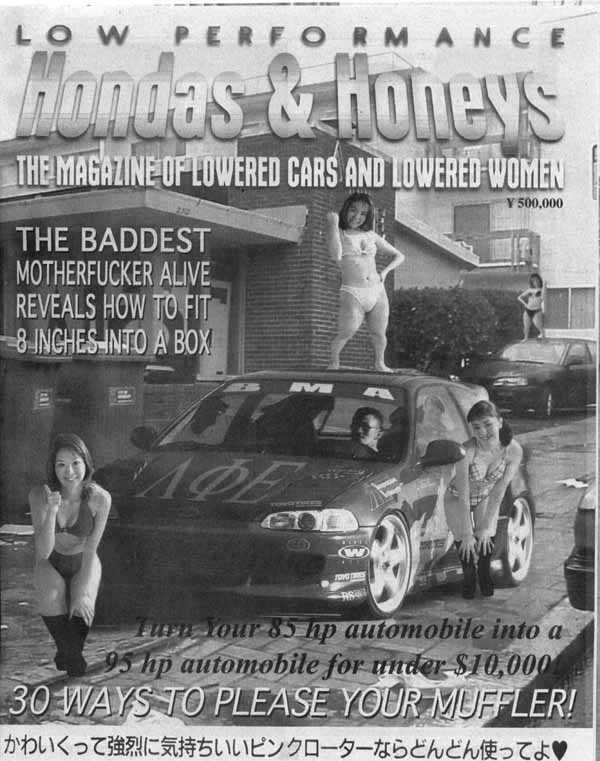 LOW PERFORMANCE
Hondas & Honeys
THE MAGAZINE OF LOWERED CARS AND LOWERED WOMEN
¥ 500,000
THE BADDEST
MOTHERFUCKER ALIVE
REVEALS HOW TO FIT
8 INCHES INTO A BOX
BMA
ΛΦΕ
TOYO TIRES
RS
Turn Your 85 hp automobile into a
95 hp automobile for under $10,000!
30 WAYS TO PLEASE YOUR MUFFLER!
かわいくって強烈に気持ちいいピンクローターならどんどん使ってよ♥